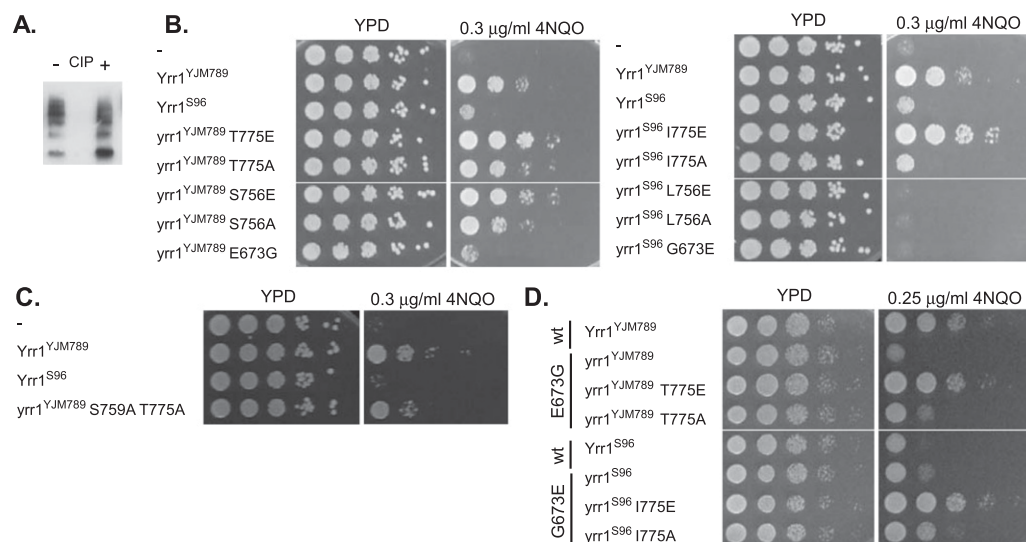 A.
- CIP +
B.
YPD 0.3 μg/ml 4NQO
-
Yrr1YJM789
Yrr1S96
yrr1YJM789 T775E
yrr1YJM789 T775A
yrr1YJM789 S756E
yrr1YJM789 S756A
yrr1YJM789 E673G
YPD 0.3 μg/ml 4NQO
-
Yrr1YJM789
Yrr1S96
yrr1S96 I775E
yrr1S96 I775A
yrr1S96 L756E
yrr1S96 L756A
yrr1S96 G673E
C.
YPD 0.3 μg/ml 4NQO
-
Yrr1YJM789
Yrr1S96
yrr1YJM789 S759A T775A
D.
YPD 0.25 μg/ml 4NQO
wt
Yrr1YJM789
E673G
yrr1YJM789
yrr1YJM789 T775E
yrr1YJM789 T775A
wt
Yrr1S96
G673E
yrr1S96
yrr1S96 I775E
yrr1S96 I775A